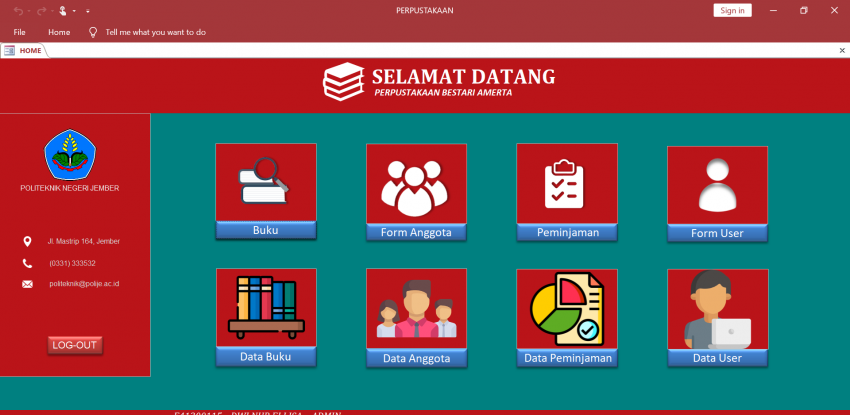 PERPUSTAKAAN
Sign in
File Home Tell me what you want to do
HOME
SELAMAT DATANG
PERPUSTAKAAN BESTARI AMERTA
POLITEKNIK NEGERI JEMBER
Jl. Mastrip 164, Jember
(0331) 333532
politeknik@polije.ac.id
LOG-OUT
Buku
Form Anggota
Peminjaman
Form User
Data Buku
Data Anggota
Data Peminjaman
Data User